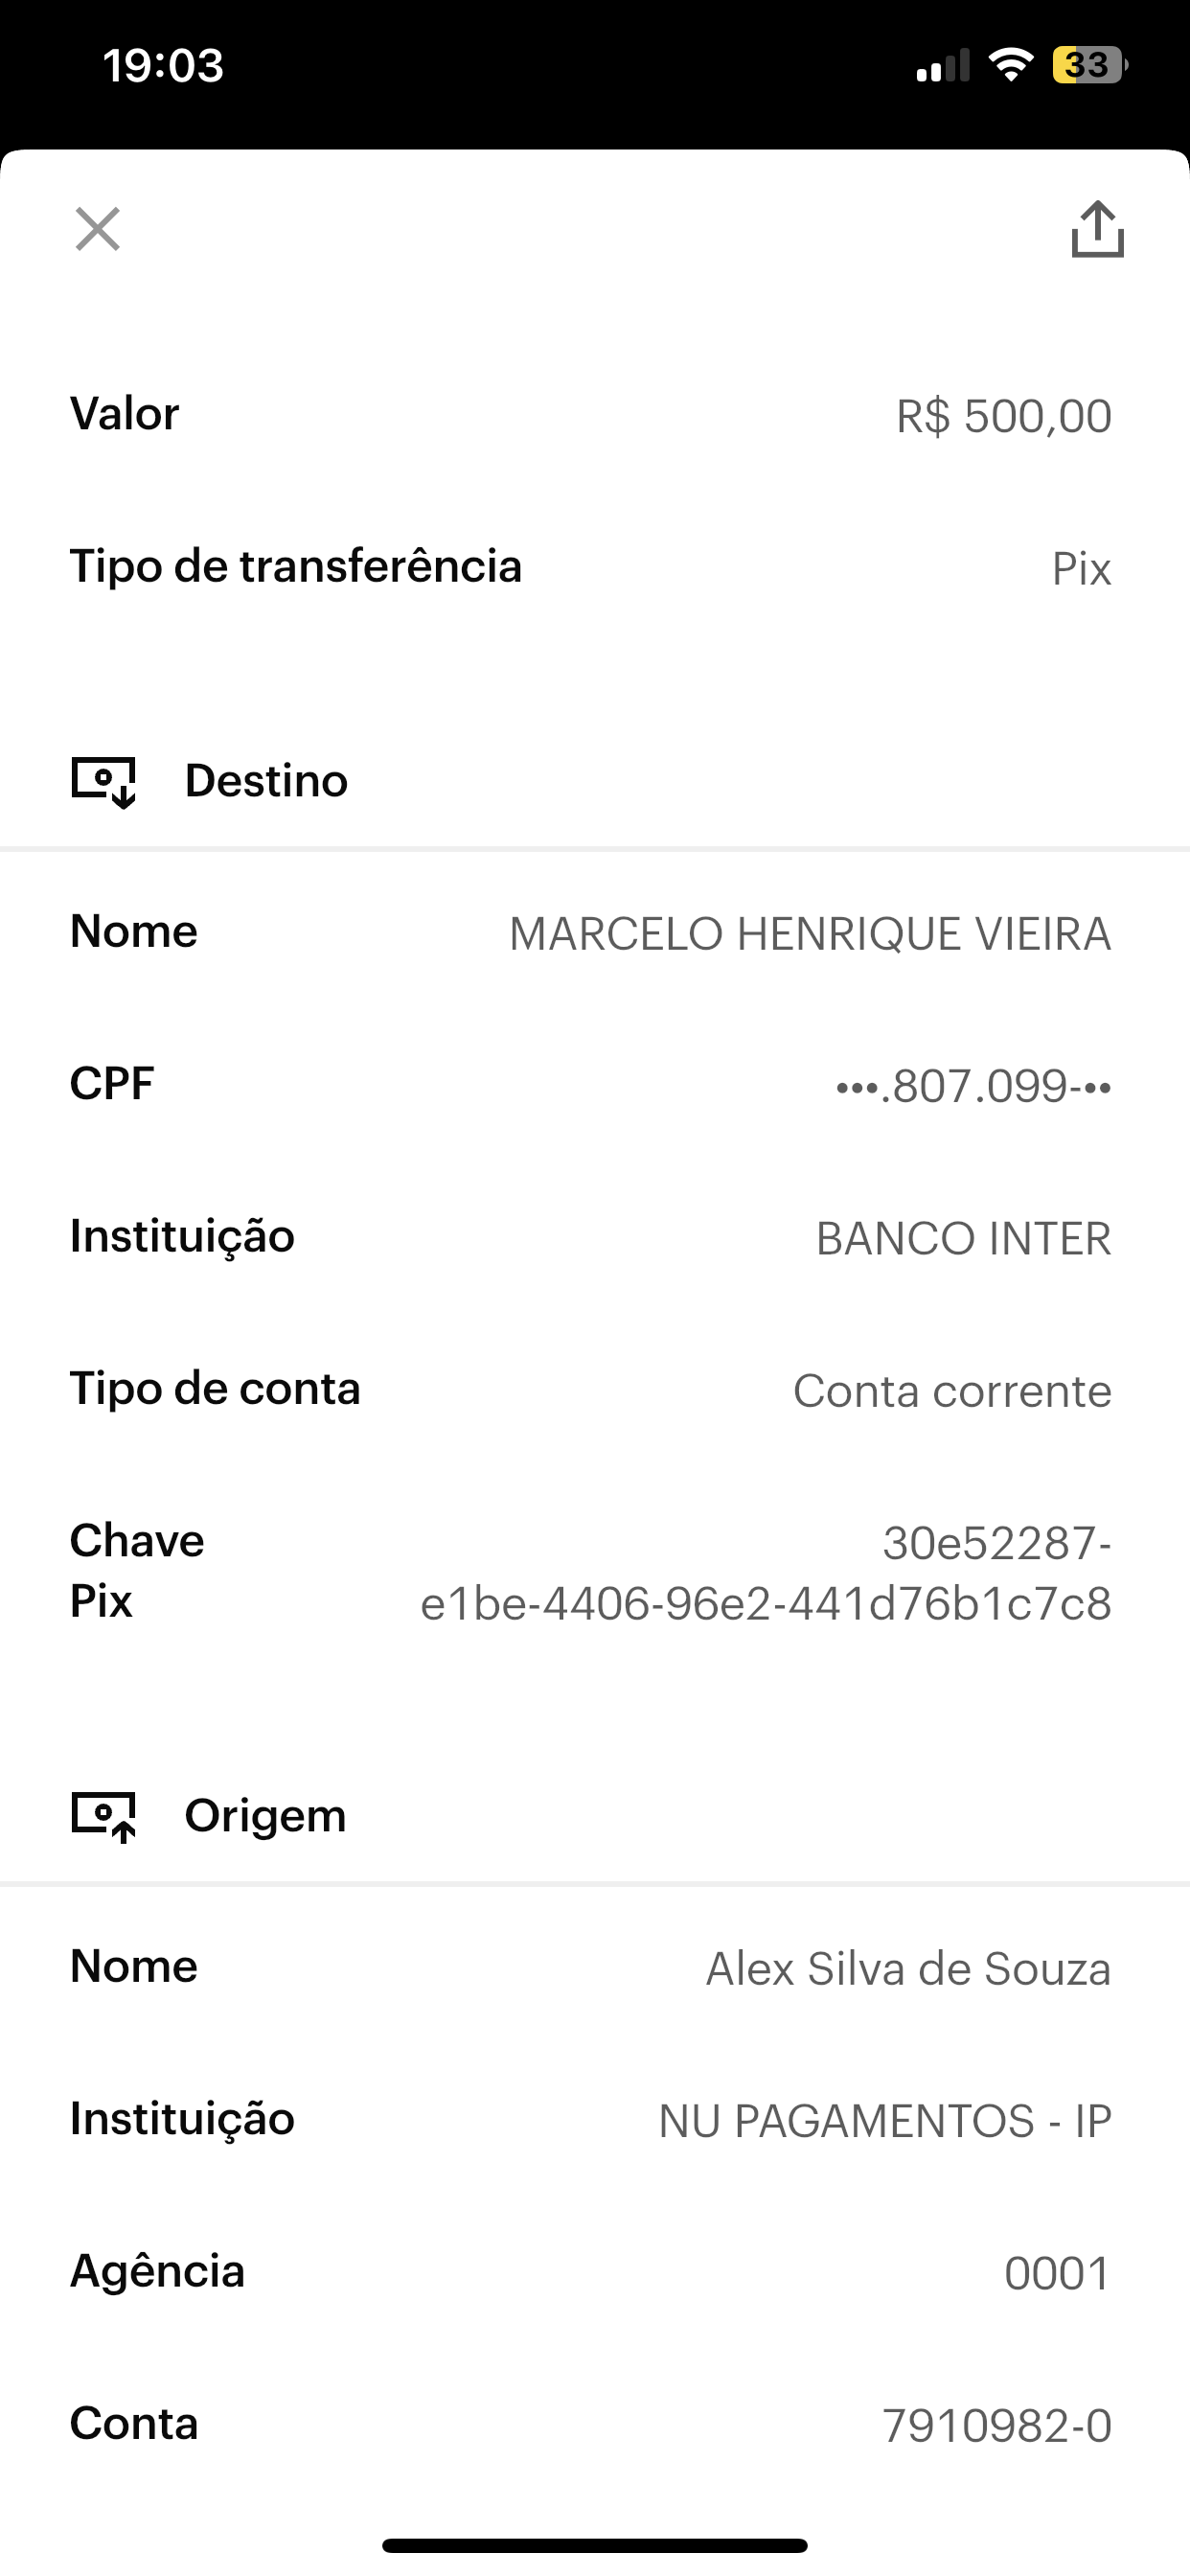 19:03
33
Valor R$ 500,00
Tipo de transferência Pix
Destino
Nome MARCELO HENRIQUE VIEIRA
CPF •••.807.099-••
Instituição BANCO INTER
Tipo de conta Conta corrente
Chave 30e52287-
Pix e1be-4406-96e2-441d76b1c7c8
Origem
Nome Alex Silva de Souza
Instituição NU PAGAMENTOS - IP
Agência 0001
Conta 7910982-0